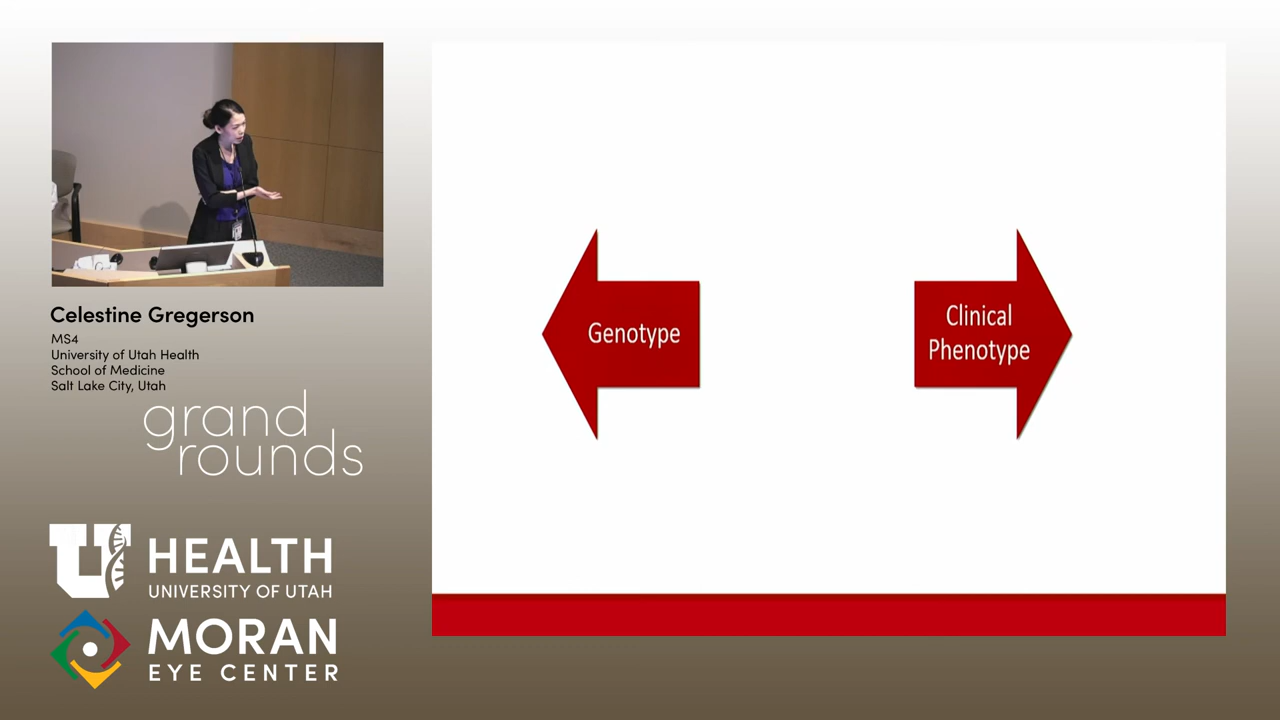 Celestine Gregerson
MS4
University of Utah Health
School of Medicine
Salt Lake City, Utah
grand
rounds
U HEALTH
UNIVERSITY OF UTAH
MORAN
EYE CENTER
Genotype
Clinical
Phenotype